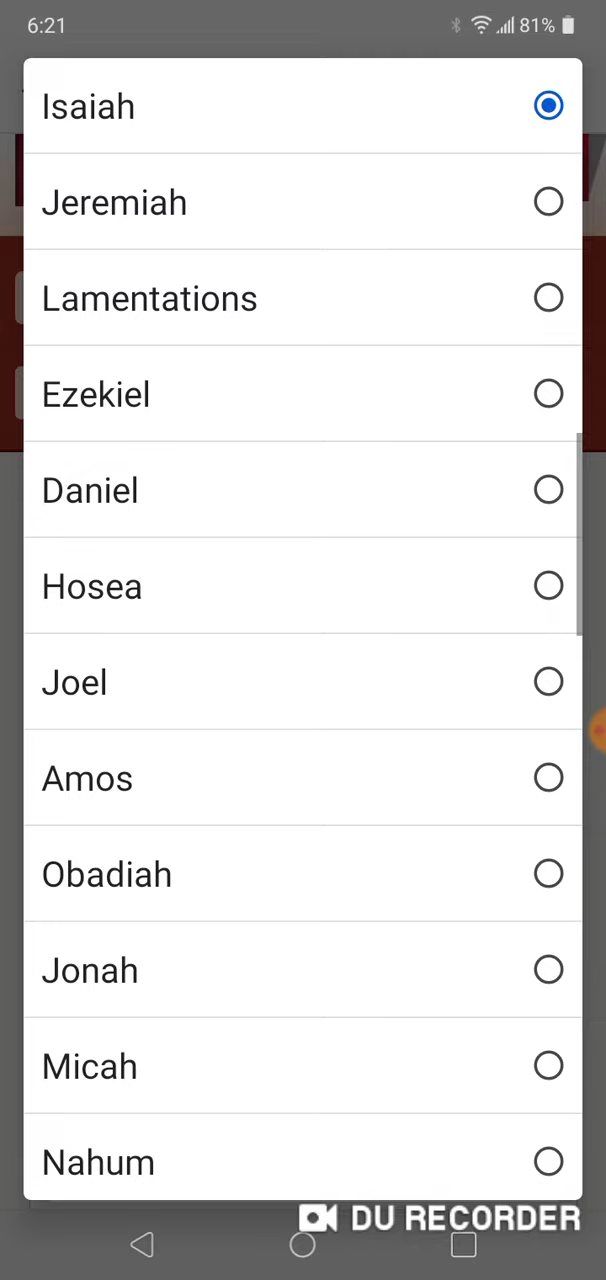 6:21
81%
Isaiah
Jeremiah
Lamentations
Ezekiel
Daniel
Hosea
Joel
Amos
Obadiah
Jonah
Micah
Nahum
DU RECORDER